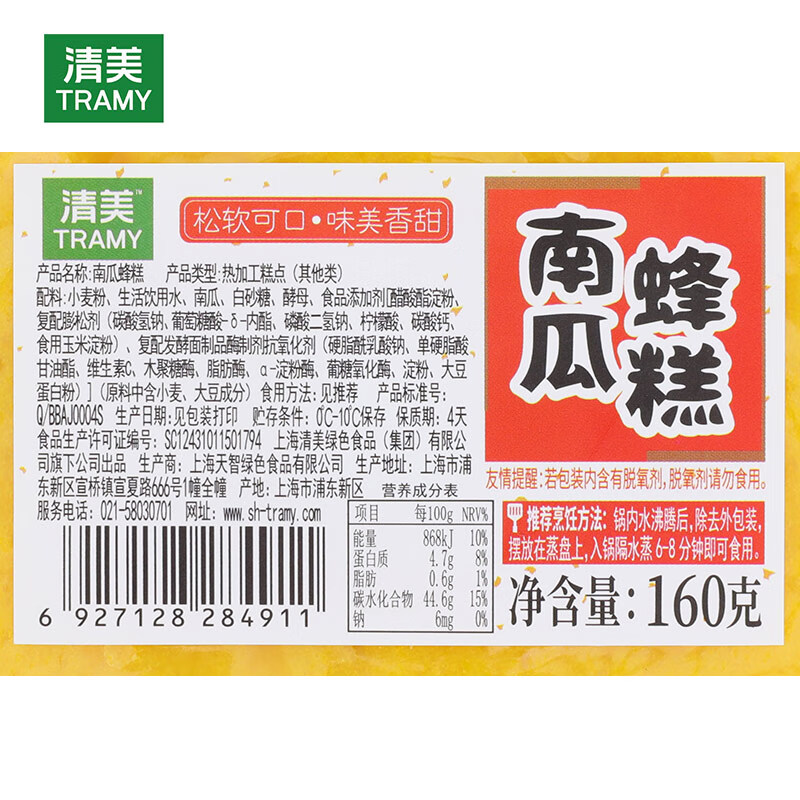 清美
TRAMY
清美™
TRAMY
松软可口·味美香甜
产品名称:南瓜蜂糕 产品类型:热加工糕点（其他类）
配料:小麦粉、生活饮用水、南瓜、白砂糖、酵母、食品添加剂[醋酸酯淀粉、
复配膨松剂（碳酸氢钠、葡萄糖酸-δ-内酯、磷酸二氢钠、柠檬酸、碳酸钙、
食用玉米淀粉）、复配发酵面制品酶制剂抗氧化剂（硬脂酰乳酸钠、单硬脂酸
甘油酯、维生素C、木聚糖酶、脂肪酶、α-淀粉酶、葡糖氧化酶、淀粉、大豆
蛋白粉）]（原料中含小麦、大豆成分）食用方法:见推荐 产品标准号:
Q/BBAJ0004S 生产日期:见包装打印 贮存条件: 0℃-10℃保存 保质期: 4天
食品生产许可证编号: SC12431011501794 上海清美绿色食品（集团）有限公
司旗下公司出品 生产商: 上海天智绿色食品有限公司 生产地址: 上海市浦
东新区宣桥镇宣夏路666号1幢全幢 产地: 上海市浦东新区
服务电话: 021-58030701 网址: www.sh-tramy.com
营养成分表
项目 每100g NRV%
能量 868kJ 10%
蛋白质 4.7g 8%
脂肪 0.6g 1%
碳水化合物 44.6g 15%
钠 6mg 0%
6 927128 284911
南瓜
蜂糕
友情提醒:若包装内含有脱氧剂,脱氧剂请勿食用。
推荐烹饪方法: 锅内水沸腾后,除去外包装,
摆放在蒸盘上,入锅隔水蒸6-8分钟即可食用。
净含量:160克